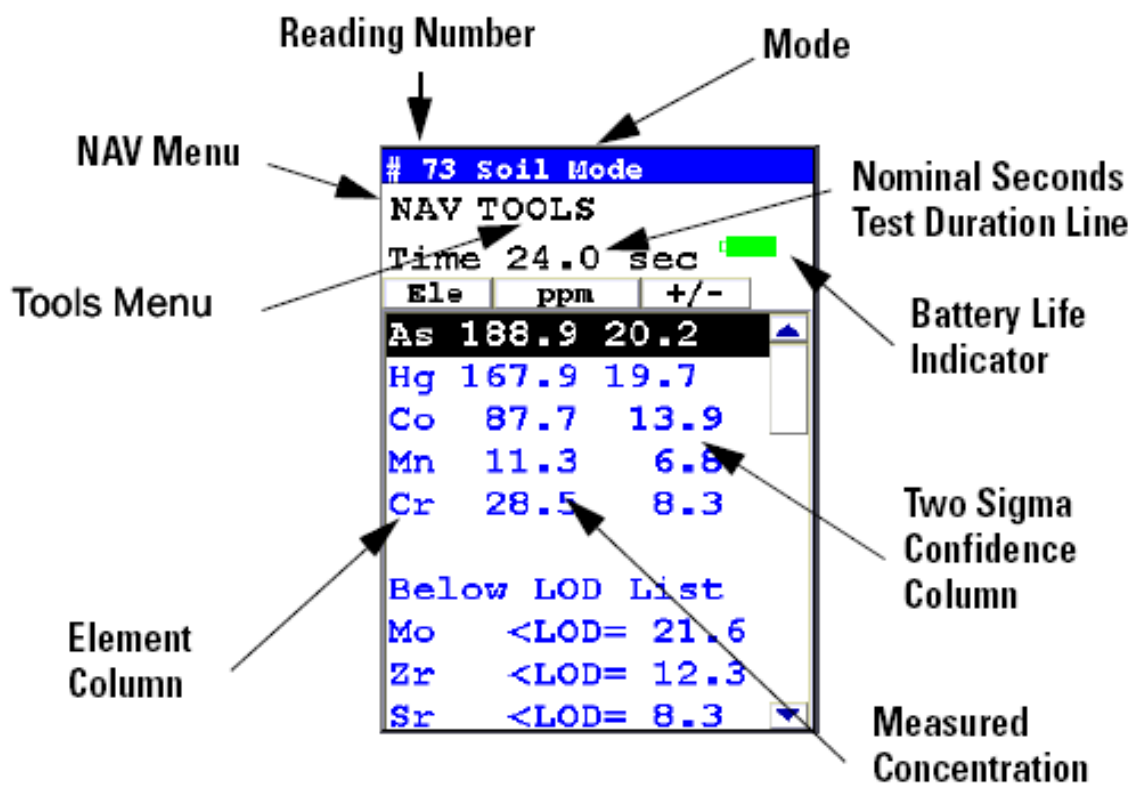 Reading Number
Mode
NAV Menu
# 73 Soil Mode
NAV TOOLS
Nominal Seconds
Test Duration Line
Time 24.0 sec
Tools Menu
Ele ppm +/-
Battery Life
Indicator
As 188.9 20.2
Hg 167.9 19.7
Co 87.7 13.9
Mn 11.3 6.8
Cr 28.5 8.3
Two Sigma
Confidence
Column
Below LOD List
Mo <LOD= 21.6
Zr <LOD= 12.3
Sr <LOD= 8.3
Element
Column
Measured
Concentration